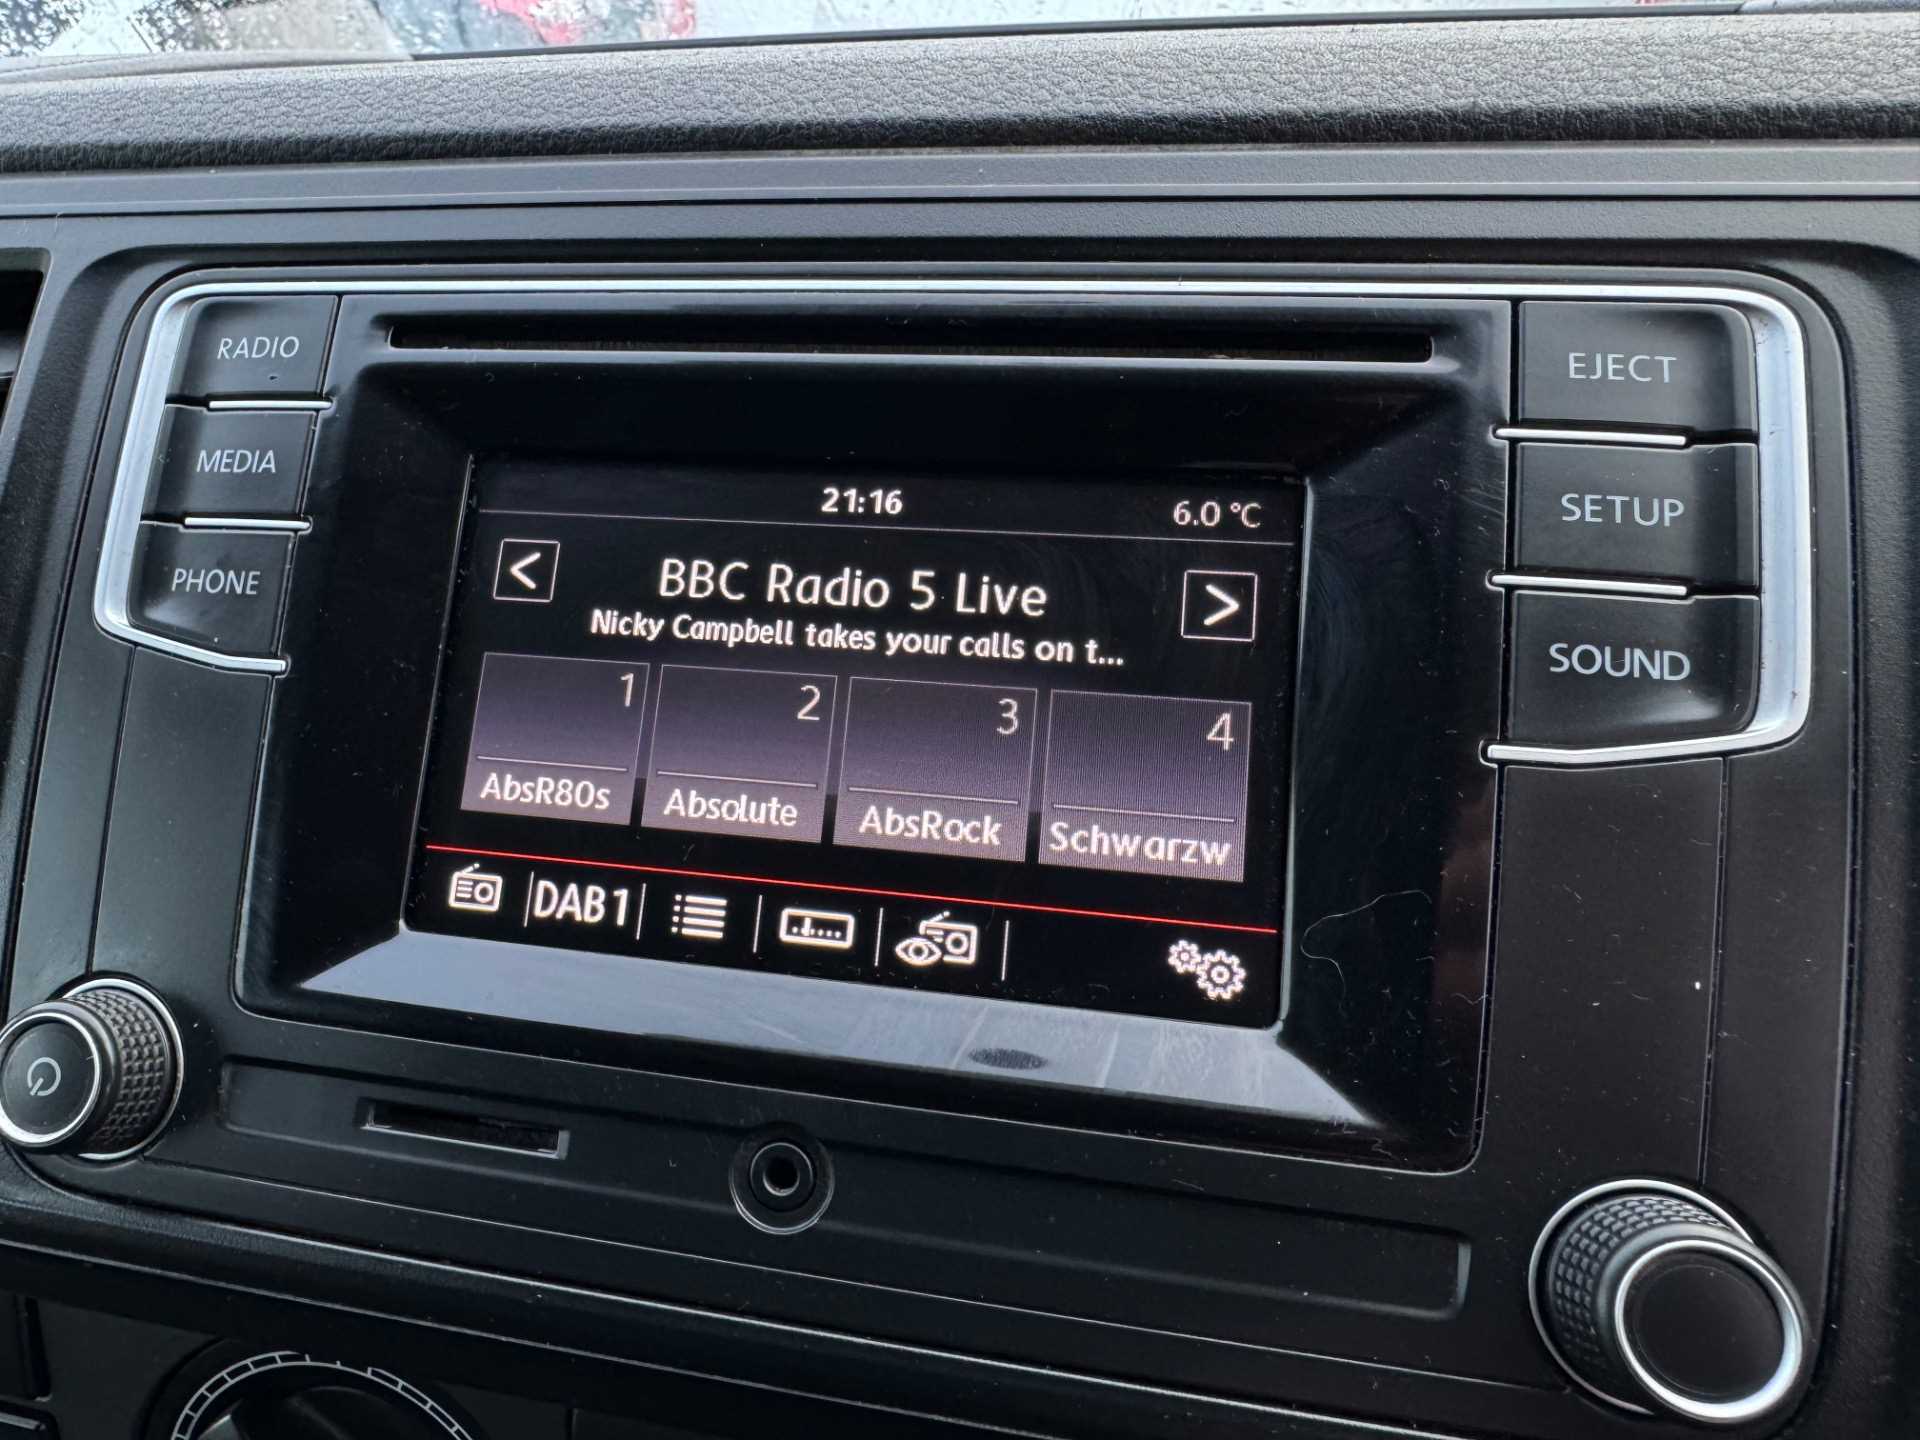 RADIO
MEDIA
PHONE
EJECT
SETUP
SOUND
21:16
6.0 °C
< BBC Radio 5 Live >
Nicky Campbell takes your calls on t...
1 2 3 4
AbsR80s Absolute AbsRock Schwarzw
DAB1